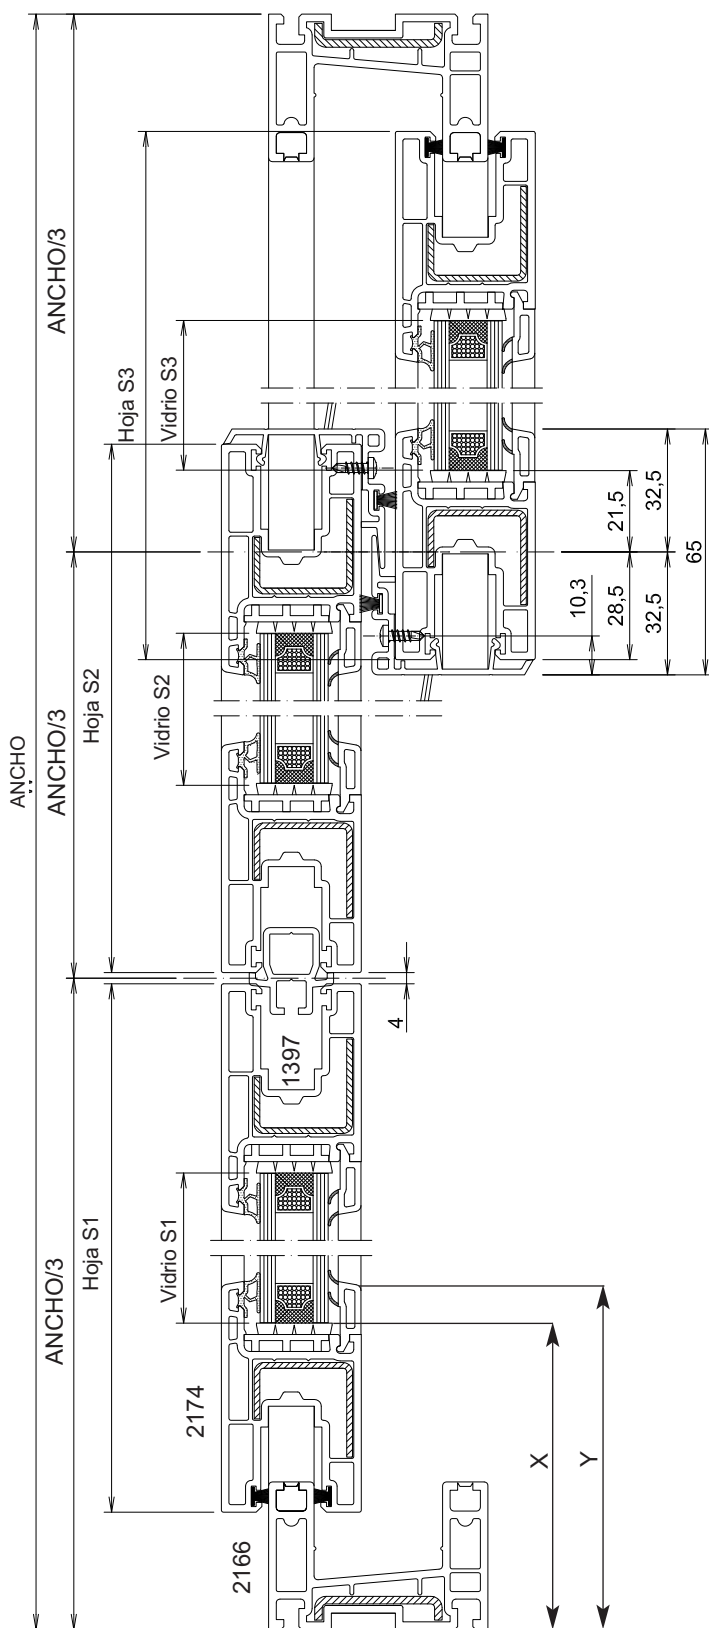 ANCHO/3
Hoja S3
Vidrio S3
32,5
21,5
65
10,3
28,5
32,5
Hoja S2
Vidrio S2
ANCHO/3
ANCHO
4
1397
Hoja S1
Vidrio S1
ANCHO/3
2174
X
Y
2166